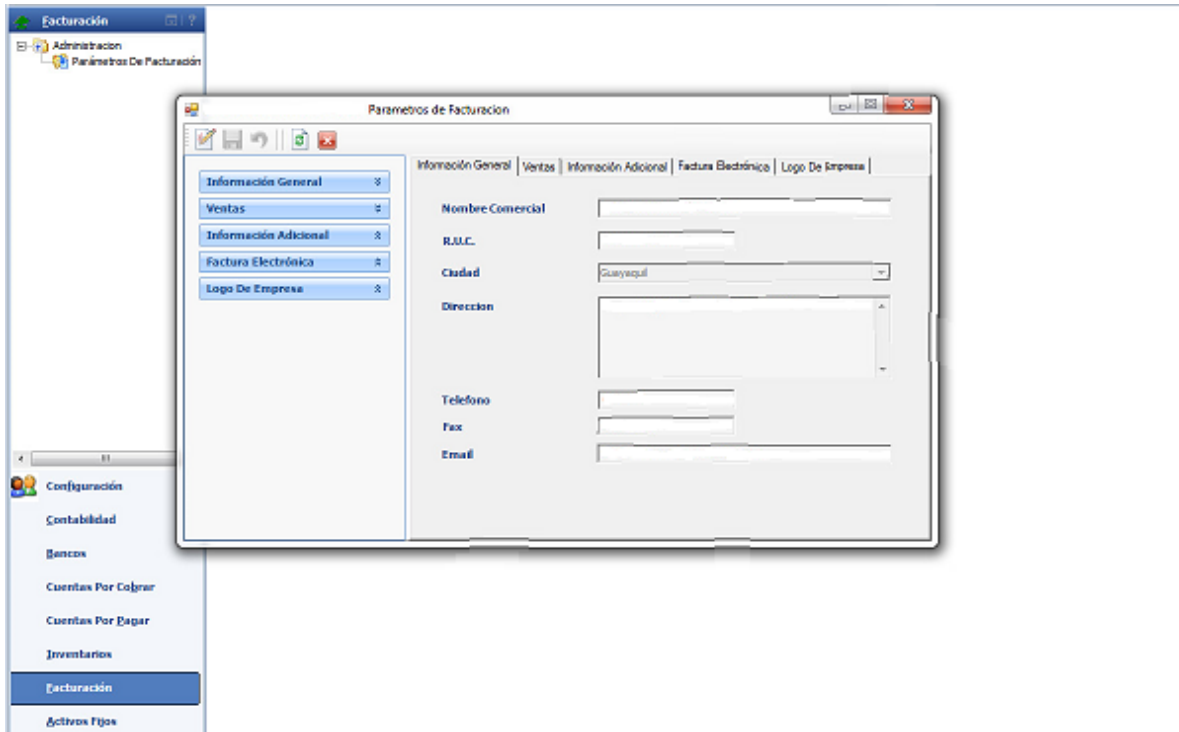 Facturación
Administracion
Parámetros De Facturación
Parametros de Facturacion
Información General
Ventas
Información Adicional
Factura Electrónica
Logo De Empresa
Información General Ventas Información Adicional Factura Electrónica Logo De Empresa
Nombre Comercial
R.U.C.
Ciudad Guayaquil
Direccion
Telefono
Fax
Email
Configuración
Contabilidad
Bancos
Cuentas Por Cobrar
Cuentas Por Pagar
Inventarios
Facturación
Activos Fijos